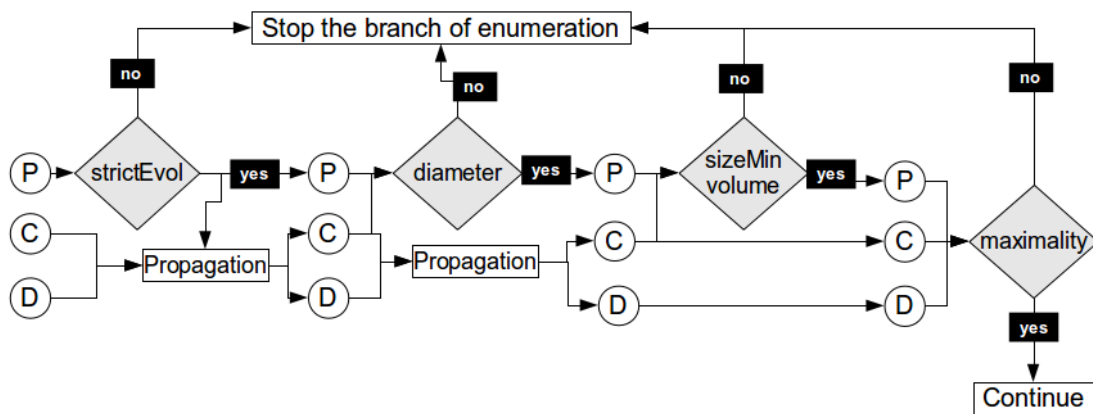 Stop the branch of enumeration
no
no
no
no
P
strictEvol
yes
P
diameter
yes
P
sizeMin
volume
yes
P
C
Propagation
C
Propagation
C
C
maximality
D
D
D
D
yes
Continue